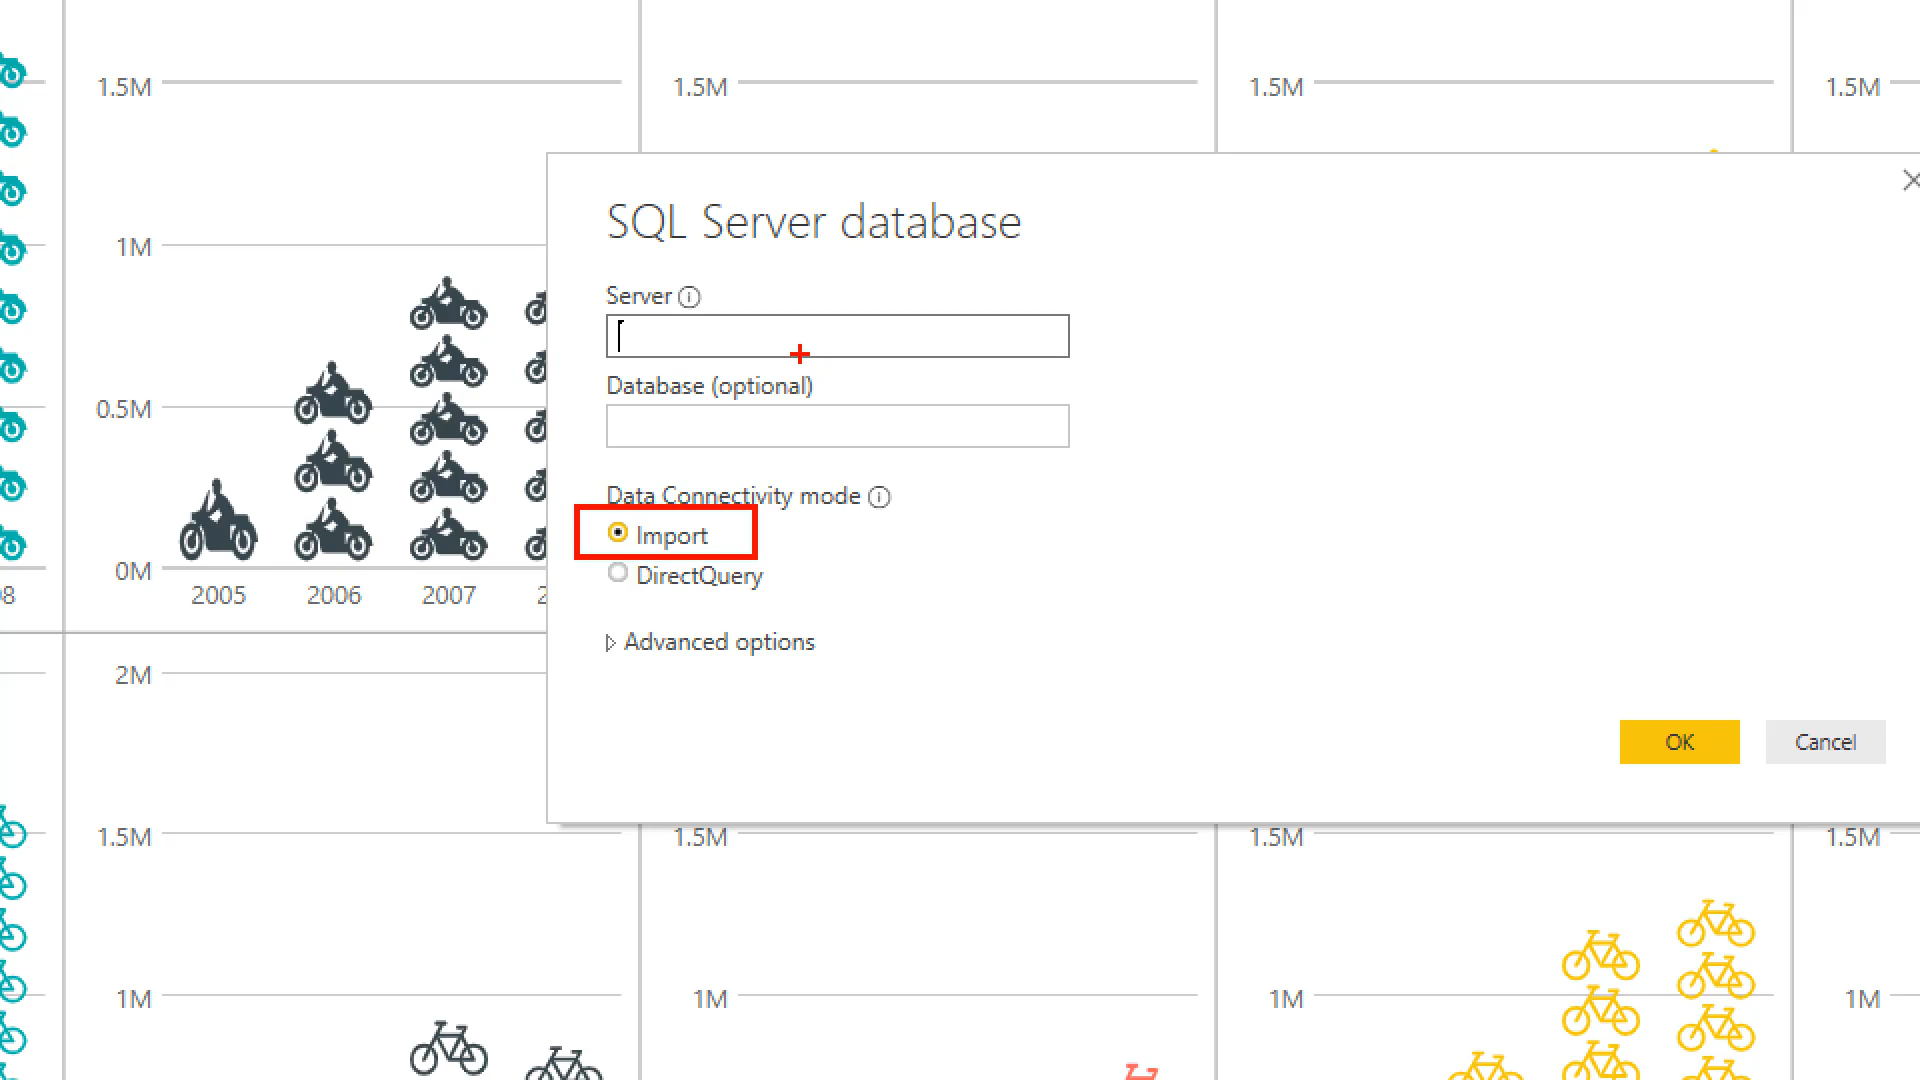 1.5M
1.5M
1.5M
1.5M
SQL Server database
1M
Server
Database (optional)
0.5M
Data Connectivity mode
Import
0M
DirectQuery
8
2005
2006
2007
2
Advanced options
2M
OK
Cancel
1.5M
1.5M
1.5M
1.5M
1M
1M
1M
1M